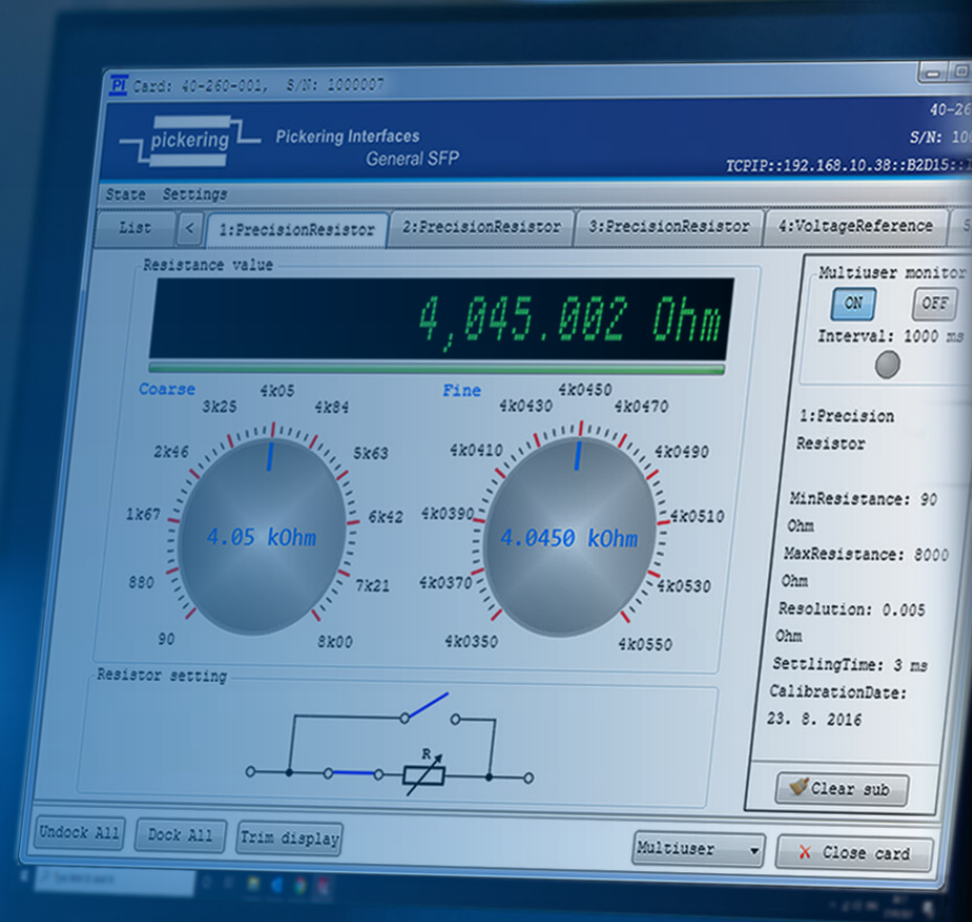 PI Card: 40-260-001, S/N: 1000007
pickering
Pickering Interfaces
General SFP
40-26
S/N: 10
TCPIP::192.168.10.38::B2D15::
State Settings
List < 1:PrecisionResistor 2:PrecisionResistor 3:PrecisionResistor 4:VoltageReference
Resistance value
4,045.002 Ohm
Coarse
90
880
1k67
2k46
3k25
4k05
4k84
5k63
6k42
7k21
8k00
4.05 kOhm
Fine
4k0350
4k0370
4k0390
4k0410
4k0430
4k0450
4k0470
4k0490
4k0510
4k0530
4k0550
4.0450 kOhm
Resistor setting
R
Multiuser monitor
ON OFF
Interval: 1000 ms
1:Precision
Resistor
MinResistance: 90
Ohm
MaxResistance: 8000
Ohm
Resolution: 0.005
Ohm
SettlingTime: 3 ms
CalibrationDate:
23. 8. 2016
Clear sub
Undock All Dock All Trim display Multiuser Close card